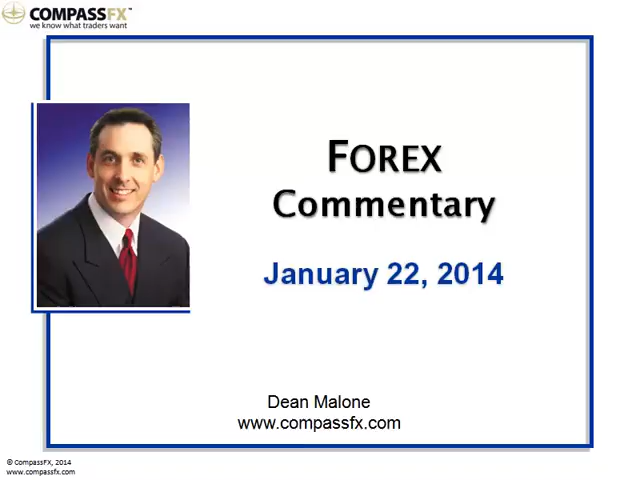 COMPASSFX™
we know what traders want
FOREX
Commentary
January 22, 2014
Dean Malone
www.compassfx.com
© CompassFX, 2014
www.compassfx.com